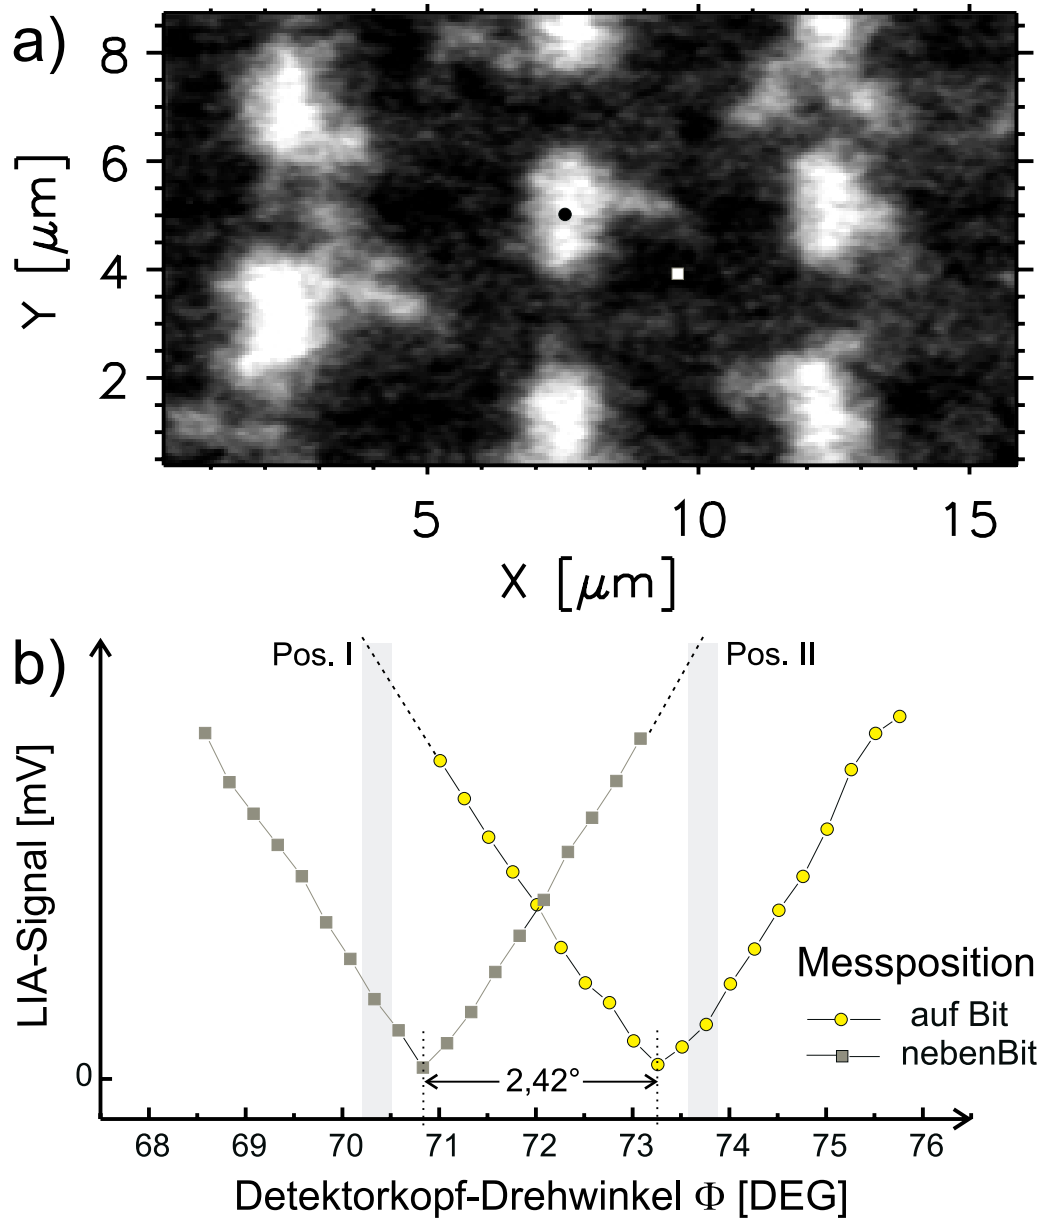 a)
8
6
4
2
Y [μm]
5 10 15
X [μm]
b)
Pos. I
Pos. II
LIA-Signal [mV]
0
2,42°
Messposition
auf Bit
nebenBit
68 69 70 71 72 73 74 75 76
Detektorkopf-Drehwinkel Φ [DEG]